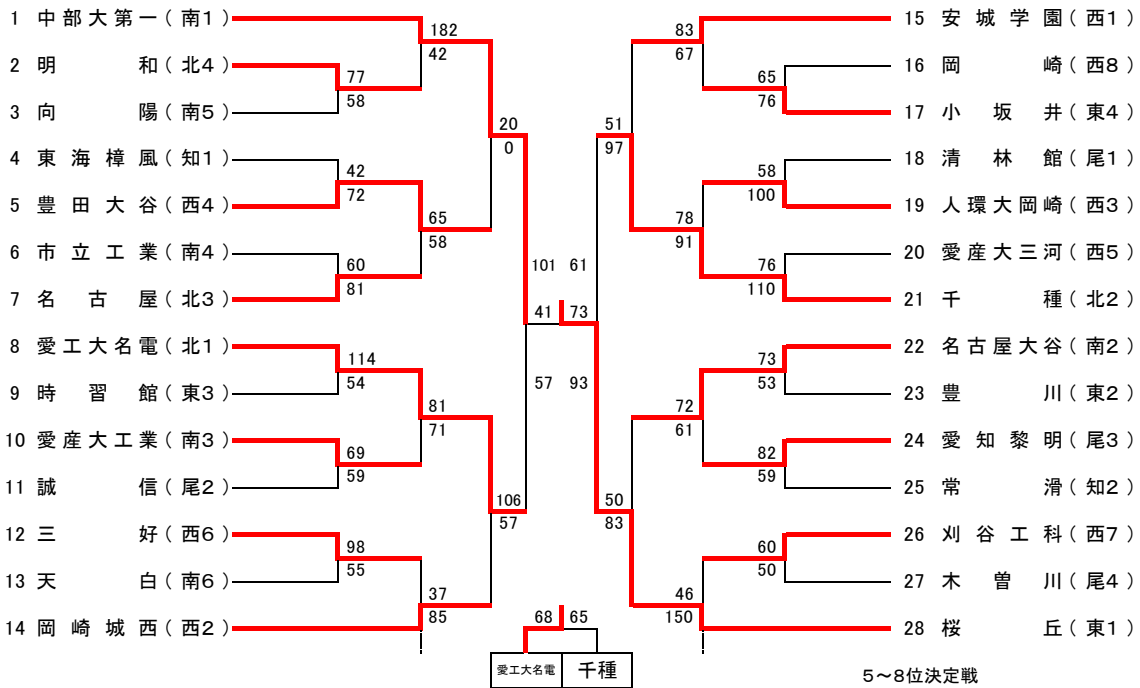 1 中部大第一（南1）
2 明和（北4）
3 向陽（南5）
4 東海樟風（知1）
5 豊田大谷（西4）
6 市立工業（南4）
7 名古屋（北3）
8 愛工大名電（北1）
9 時習館（東3）
10 愛産大工業（南3）
11 誠信（尾2）
12 三好（西6）
13 天白（南6）
14 岡崎城西（西2）
182
42
77
58
20
0
42
72
65
58
60
81
114
54
81
71
69
59
106
57
98
55
37
85
101 61
41 73
57 93
68 65
愛工大名電 千種
83
67
65
76
51
97
58
100
78
91
76
110
73
53
72
61
82
59
50
83
60
50
46
150
15 安城学園（西1）
16 岡崎（西8）
17 小坂井（東4）
18 清林館（尾1）
19 人環大岡崎（西3）
20 愛産大三河（西5）
21 千種（北2）
22 名古屋大谷（南2）
23 豊川（東2）
24 愛知黎明（尾3）
25 常滑（知2）
26 刈谷工科（西7）
27 木曽川（尾4）
28 桜丘（東1）
5～8位決定戦